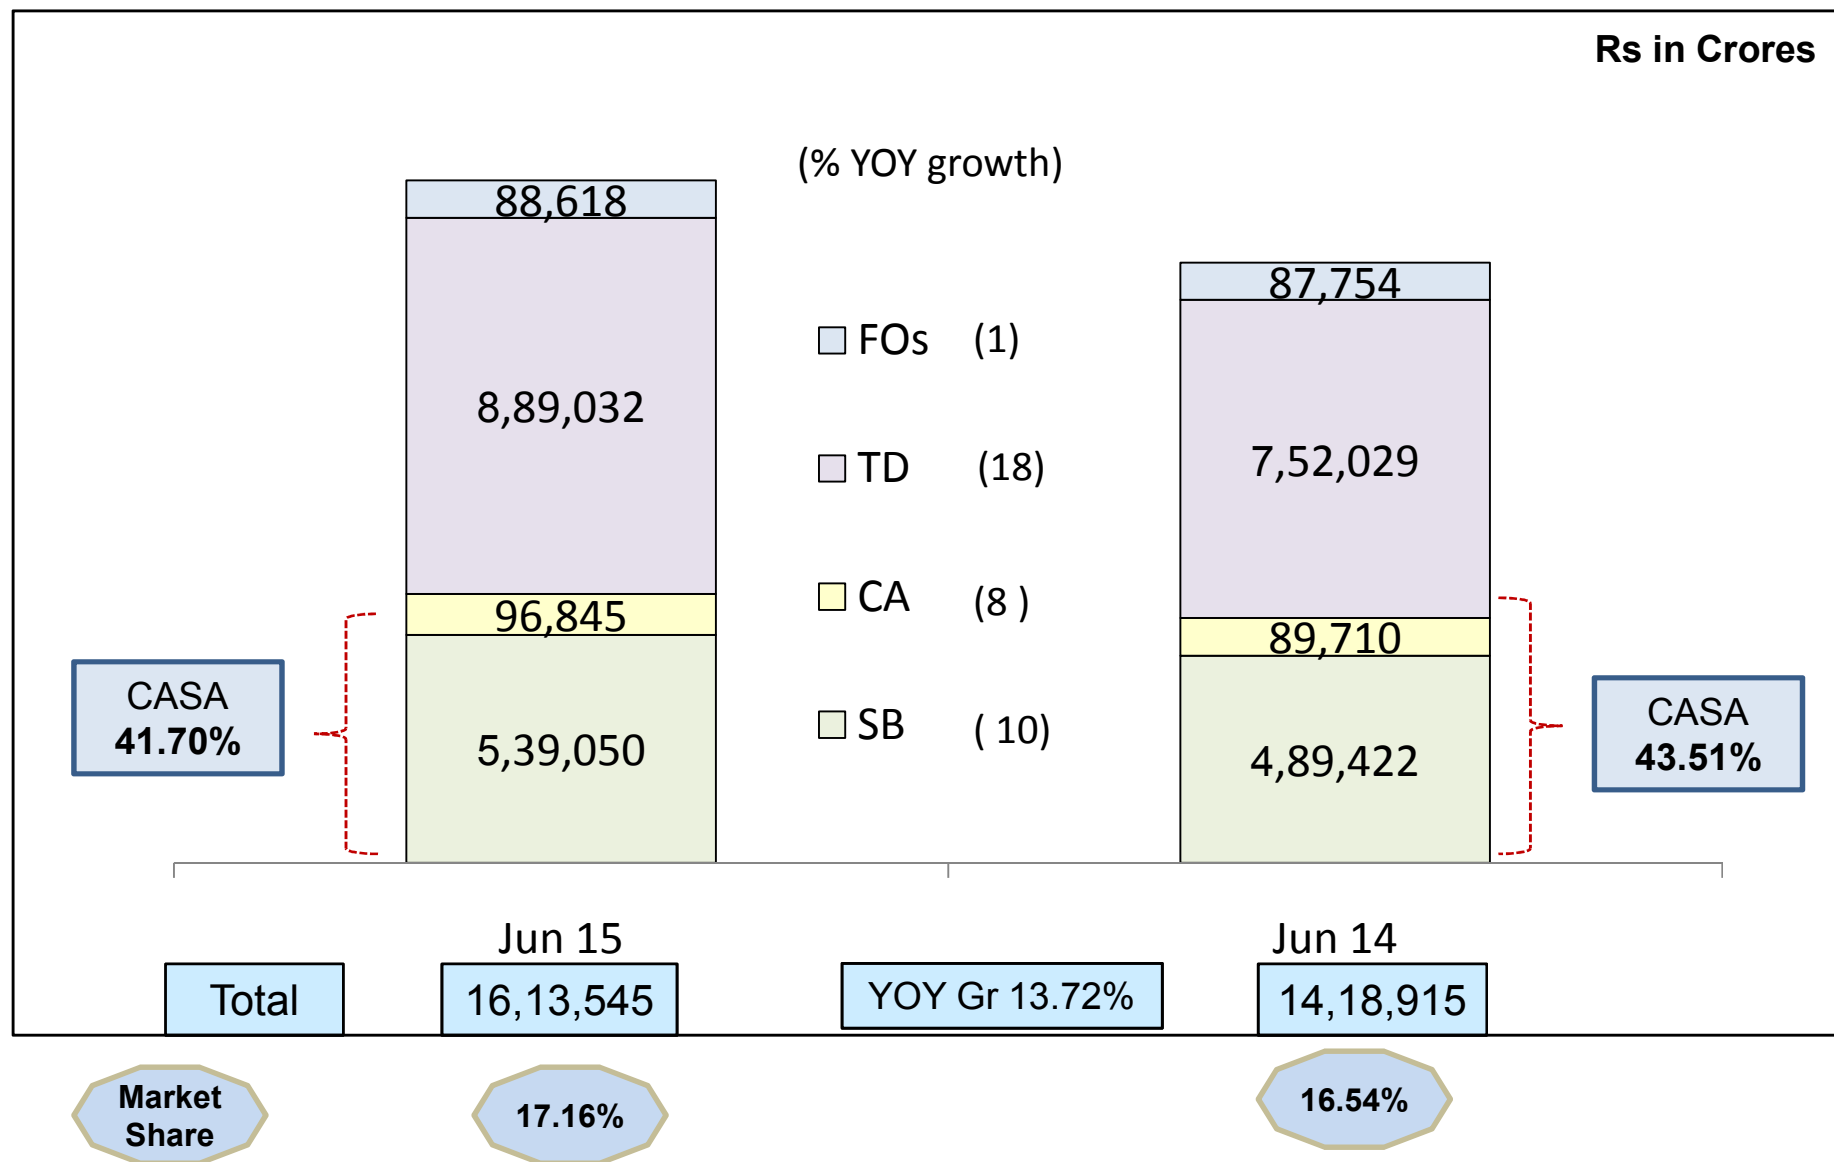 Rs in Crores
(% YOY growth)
88,618
87,754
FOs (1)
8,89,032
TD (18)
7,52,029
CA (8 )
96,845
89,710
CASA
41.70%
SB ( 10)
5,39,050
4,89,422
CASA
43.51%
Jun 15
Jun 14
Total
16,13,545
YOY Gr 13.72%
14,18,915
Market
Share
17.16%
16.54%